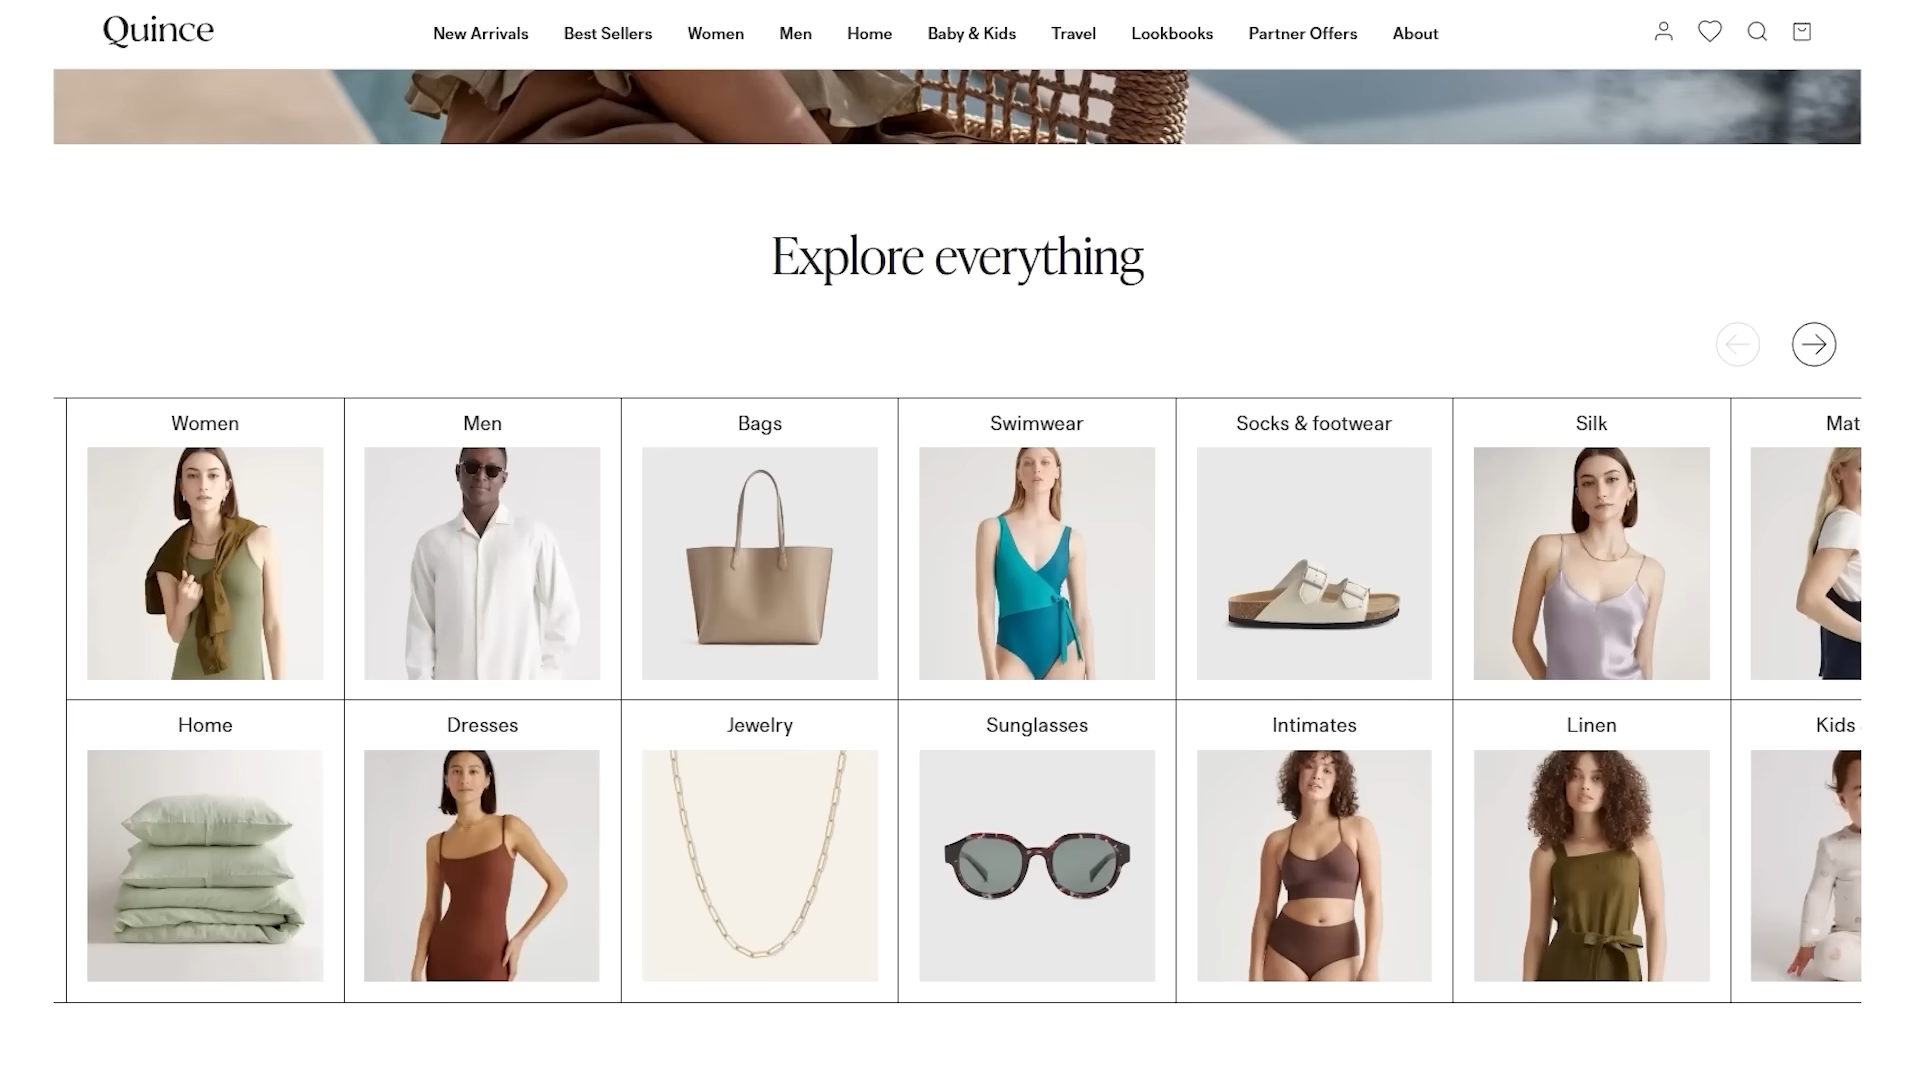 Quince
New Arrivals Best Sellers Women Men Home Baby & Kids Travel Lookbooks Partner Offers About
Explore everything
Women Men Bags Swimwear Socks & footwear Silk Mat
Home Dresses Jewelry Sunglasses Intimates Linen Kids